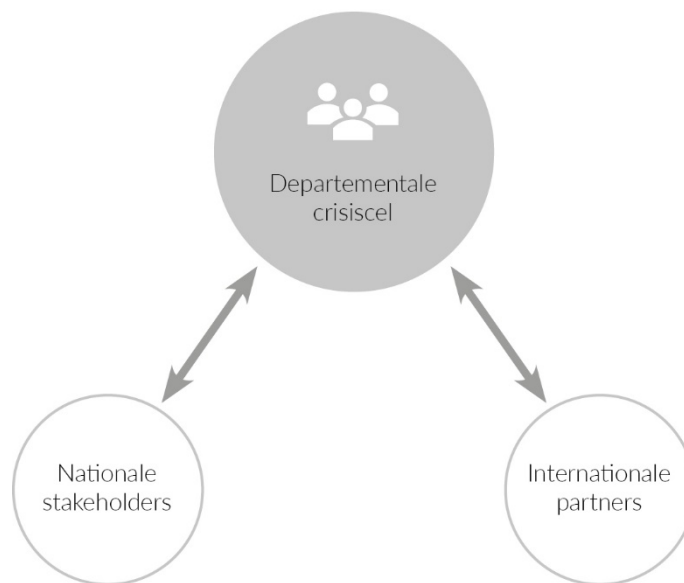 Departementale
crisiscel
Nationale
stakeholders
Internationale
partners